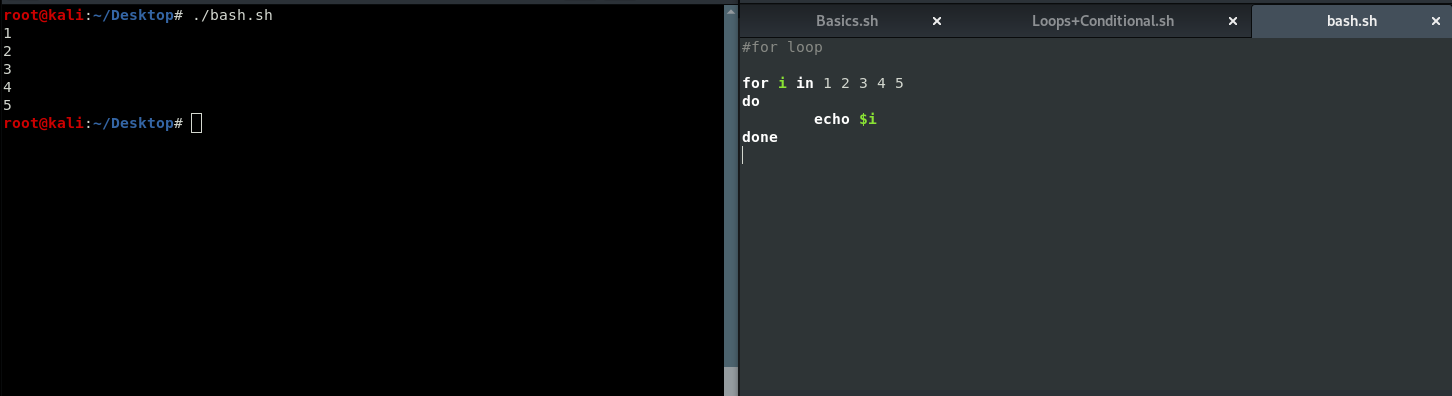 root@kali:~/Desktop# ./bash.sh
1
2
3
4
5
root@kali:~/Desktop#
Basics.sh × Loops+Conditional.sh × bash.sh ×
#for loop
for i in 1 2 3 4 5
do
echo $i
done